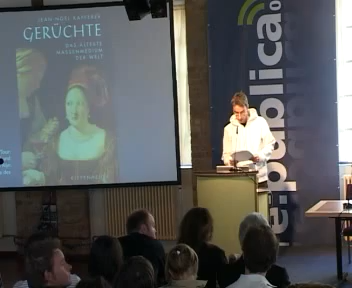 JEAN-NOËL KAPFERER
GERÜCHTE
DAS ÄLTESTE
MASSENMEDIUM
DER WELT
re:publica